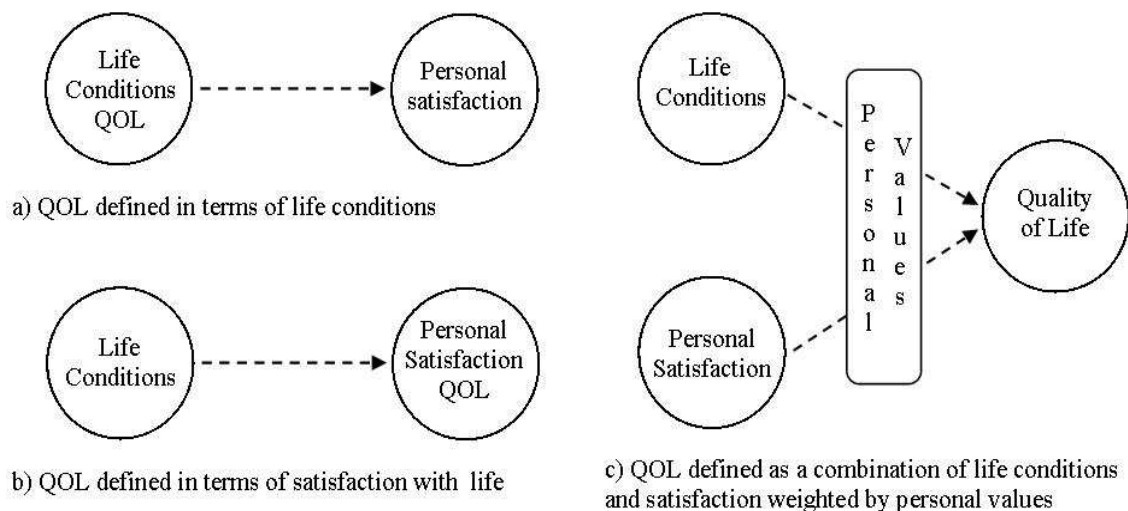 Life
Conditions
QOL
Personal
satisfaction
a) QOL defined in terms of life conditions
Life
Conditions
Personal
Satisfaction
QOL
b) QOL defined in terms of satisfaction with life
Life
Conditions
Personal
Values
Quality
of Life
Personal
Satisfaction
c) QOL defined as a combination of life conditions
and satisfaction weighted by personal values